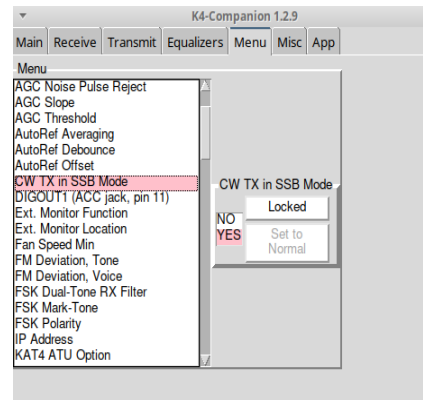 K4-Companion 1.2.9
Main Receive Transmit Equalizers Menu Misc App
Menu
AGC Noise Pulse Reject
AGC Slope
AGC Threshold
AutoRef Averaging
AutoRef Debounce
AutoRef Offset
CW TX in SSB Mode
DIGOUT1 (ACC jack, pin 11)
Ext. Monitor Function
Ext. Monitor Location
Fan Speed Min
FM Deviation, Tone
FM Deviation, Voice
FSK Dual-Tone RX Filter
FSK Mark-Tone
FSK Polarity
IP Address
KAT4 ATU Option
CW TX in SSB Mode
NO
YES
Locked
Set to
Normal